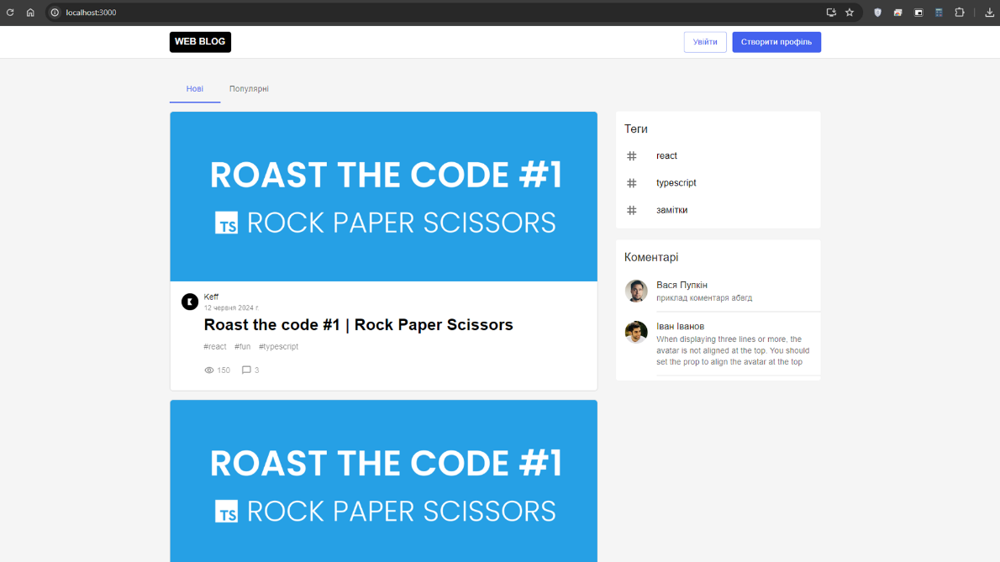 localhost:3000
WEB BLOG
Увійти
Створити профіль
Нові
Популярні
ROAST THE CODE #1
TS ROCK PAPER SCISSORS
Keff
12 червня 2024 г.
Roast the code #1 | Rock Paper Scissors
#react #fun #typescript
150 3
ROAST THE CODE #1
TS ROCK PAPER SCISSORS
Теги
# react
# typescript
# замітки
Коментарі
Вася Пупкін
приклад коментаря абвгд
Іван Іванов
When displaying three lines or more, the
avatar is not aligned at the top. You should
set the prop to align the avatar at the top